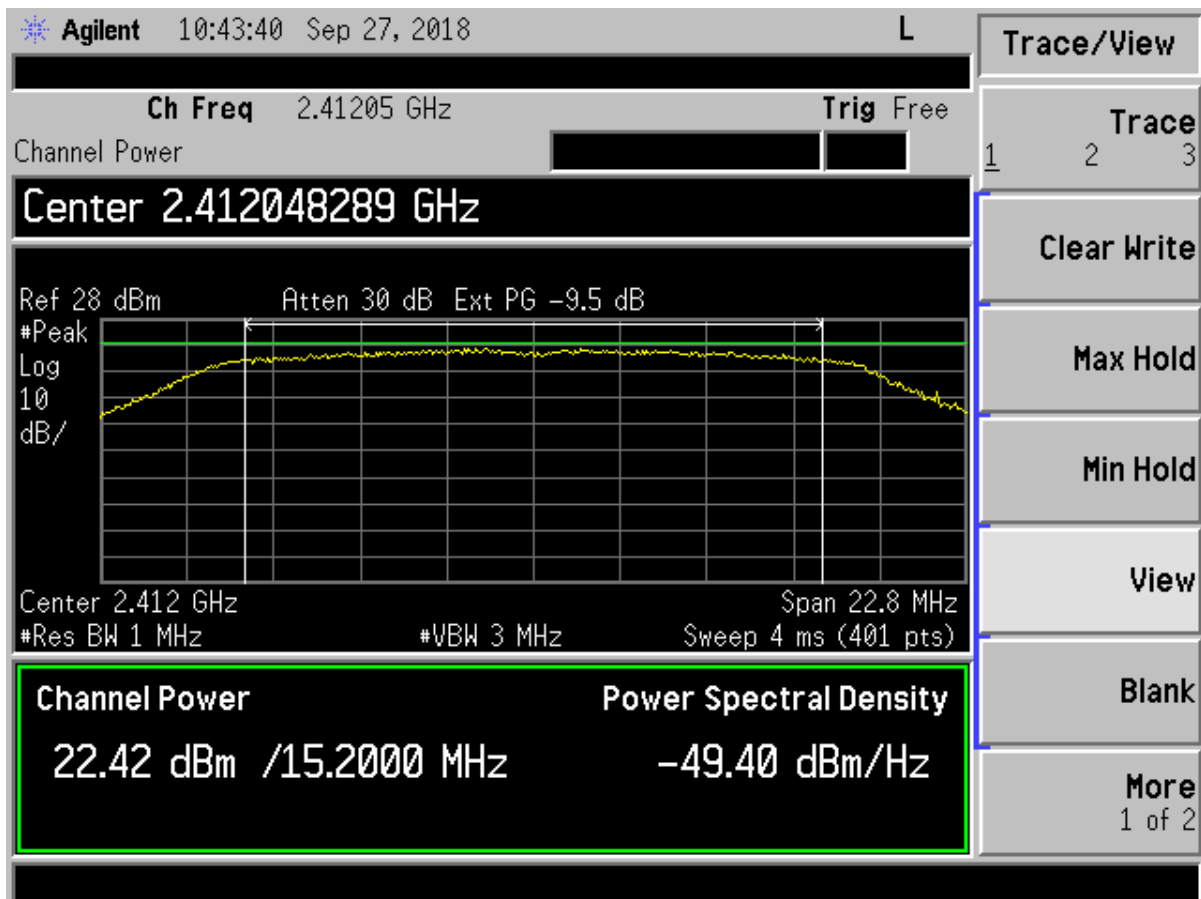 Agilent 10:43:40 Sep 27, 2018 L
Trace/View
Ch Freq 2.41205 GHz Trig Free
Channel Power
Trace
1 2 3
Center 2.412048289 GHz
Clear Write
Ref 28 dBm Atten 30 dB Ext PG -9.5 dB
#Peak
Log
10
dB/
Max Hold
Min Hold
View
Center 2.412 GHz Span 22.8 MHz
#Res BW 1 MHz #VBW 3 MHz Sweep 4 ms (401 pts)
Channel Power Power Spectral Density
22.42 dBm /15.2000 MHz -49.40 dBm/Hz
Blank
More
1 of 2